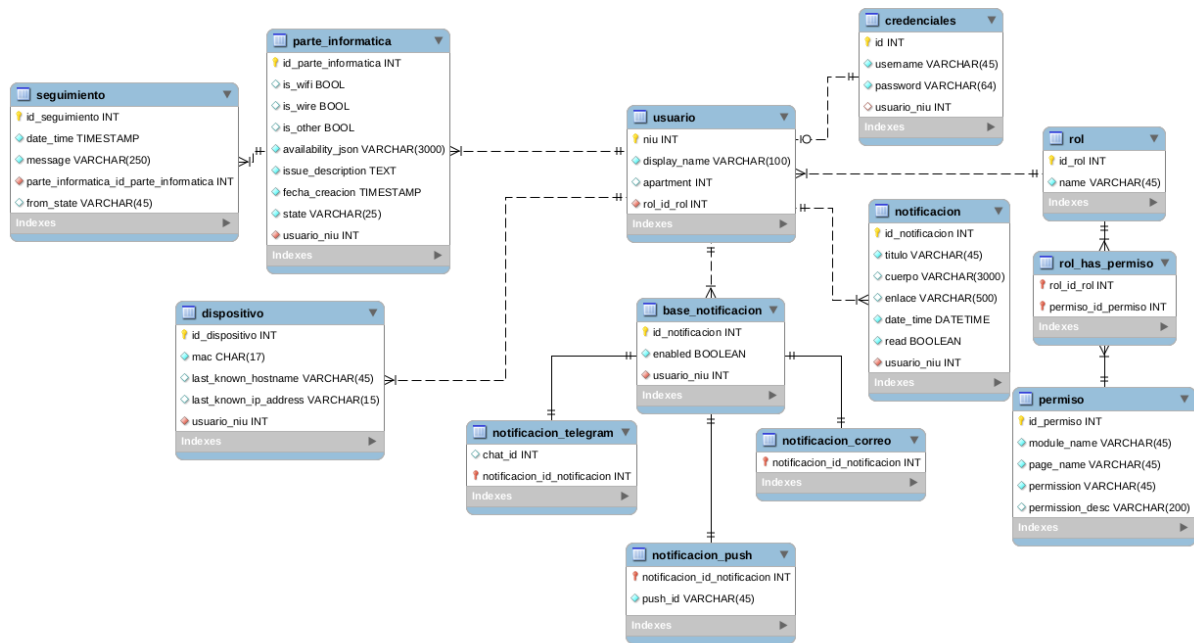 credenciales
id INT
username VARCHAR(45)
password VARCHAR(64)
usuario_niu INT
Indexes
parte_informatica
id_parte_informatica INT
is_wifi BOOL
is_wire BOOL
is_other BOOL
availability_json VARCHAR(3000)
issue_description TEXT
fecha_creacion TIMESTAMP
state VARCHAR(25)
usuario_niu INT
Indexes
seguimiento
id_seguimiento INT
date_time TIMESTAMP
message VARCHAR(250)
parte_informatica_id_parte_informatica INT
from_state VARCHAR(45)
Indexes
usuario
niu INT
display_name VARCHAR(100)
apartment INT
rol_id_rol INT
Indexes
rol
id_rol INT
name VARCHAR(45)
Indexes
notificacion
id_notificacion INT
titulo VARCHAR(45)
cuerpo VARCHAR(3000)
enlace VARCHAR(500)
date_time DATETIME
read BOOLEAN
usuario_niu INT
Indexes
rol_has_permiso
rol_id_rol INT
permiso_id_permiso INT
Indexes
dispositivo
id_dispositivo INT
mac CHAR(17)
last_known_hostname VARCHAR(45)
last_known_ip_address VARCHAR(15)
usuario_niu INT
Indexes
base_notificacion
id_notificacion INT
enabled BOOLEAN
usuario_niu INT
Indexes
permiso
id_permiso INT
module_name VARCHAR(45)
page_name VARCHAR(45)
permission VARCHAR(45)
permission_desc VARCHAR(200)
Indexes
notificacion_telegram
chat_id INT
notificacion_id_notificacion INT
Indexes
notificacion_correo
notificacion_id_notificacion INT
Indexes
notificacion_push
notificacion_id_notificacion INT
push_id VARCHAR(45)
Indexes